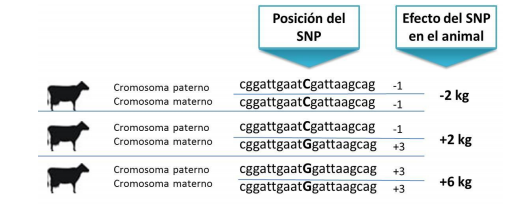 Posición del
SNP
Efecto del SNP
en el animal
Cromosoma paterno cggattgaatCgattaagcag -1
Cromosoma materno cggattgaatCgattaagcag -1
-2 kg
Cromosoma paterno cggattgaatCgattaagcag -1
Cromosoma materno cggattgaatGgattaagcag +3
+2 kg
Cromosoma paterno cggattgaatGgattaagcag +3
Cromosoma materno cggattgaatGgattaagcag +3
+6 kg